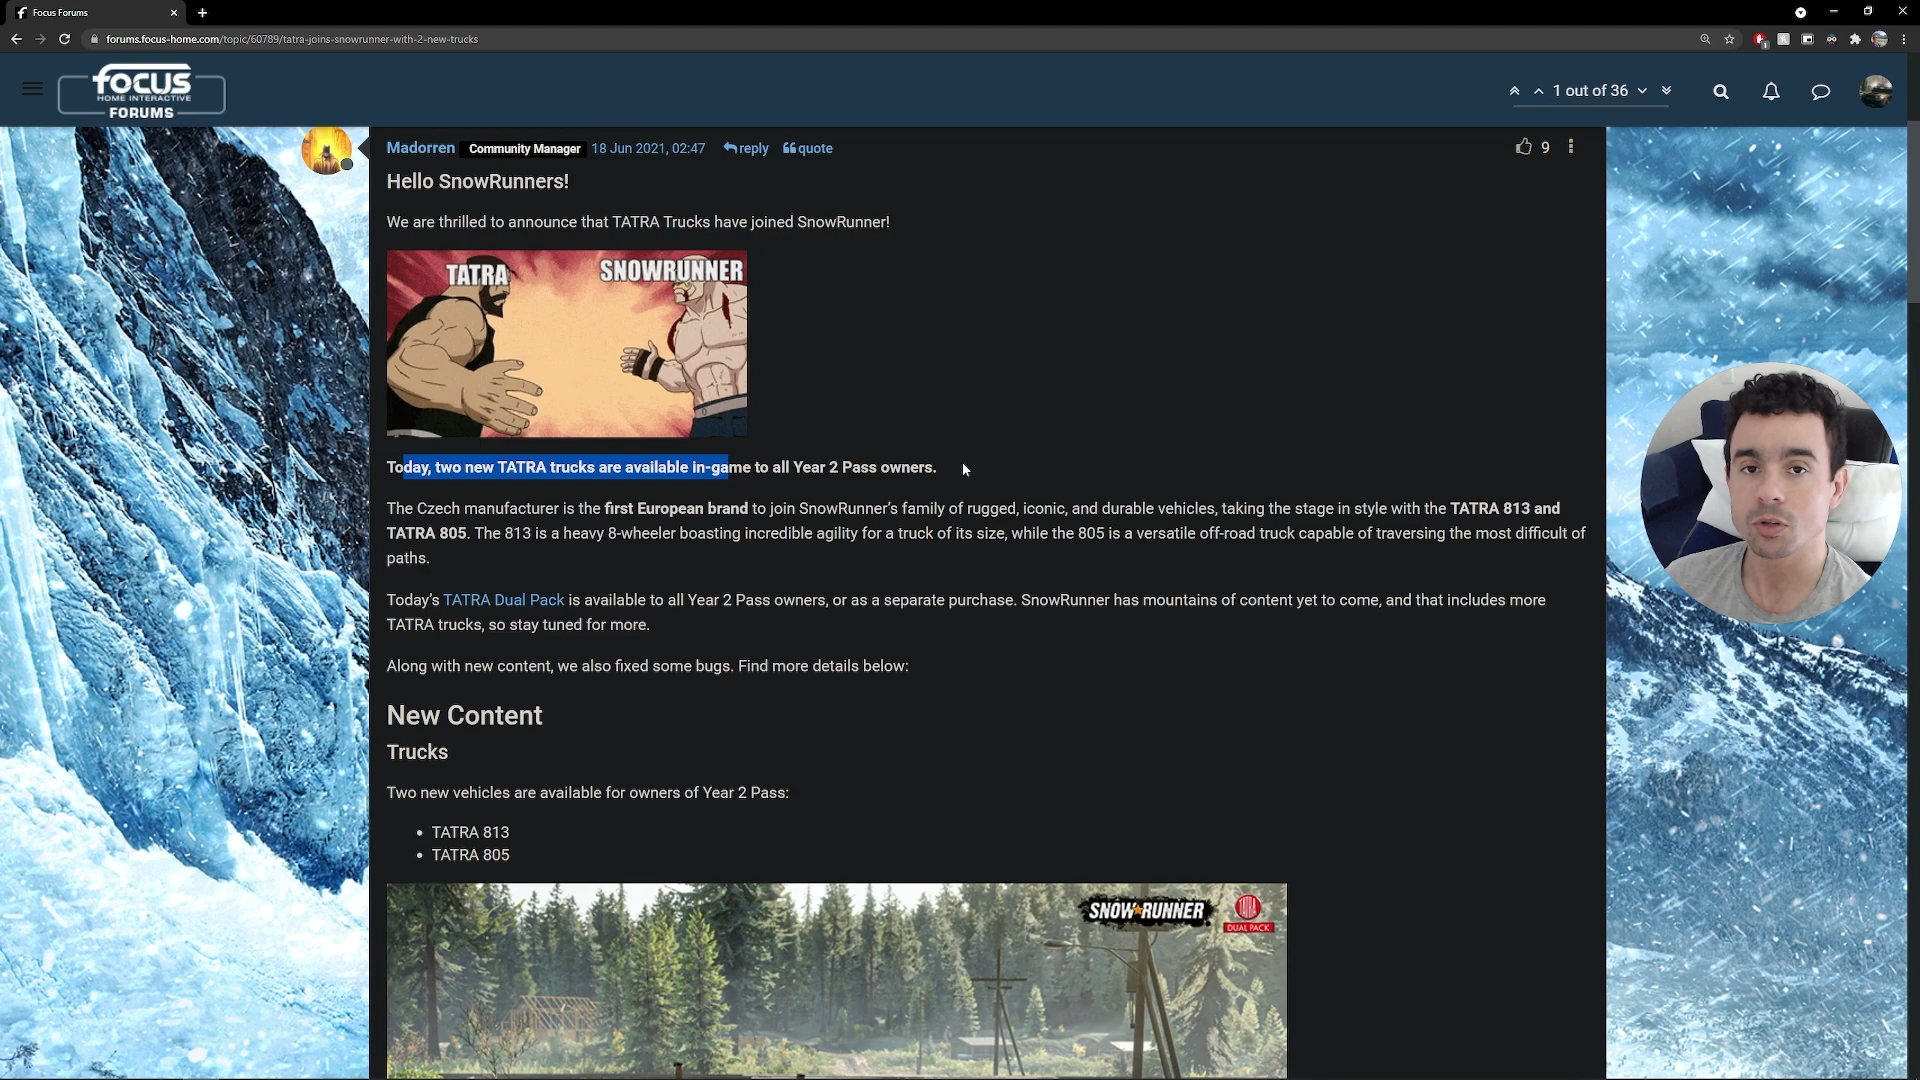 Focus Forums
forums.focus-home.com/topic/60789/tatra-joins-snowrunner-with-2-new-trucks
1
focus
HOME INTERACTIVE
FORUMS
1 out of 36
Madorren Community Manager 18 Jun 2021, 02:47 reply quote
9
Hello SnowRunners!
We are thrilled to announce that TATRA Trucks have joined SnowRunner!
TATRA SNOWRUNNER
Today, two new TATRA trucks are available in-game to all Year 2 Pass owners.
The Czech manufacturer is the first European brand to join SnowRunner's family of rugged, iconic, and durable vehicles, taking the stage in style with the TATRA 813 and
TATRA 805. The 813 is a heavy 8-wheeler boasting incredible agility for a truck of its size, while the 805 is a versatile off-road truck capable of traversing the most difficult of
paths.
Today's TATRA Dual Pack is available to all Year 2 Pass owners, or as a separate purchase. SnowRunner has mountains of content yet to come, and that includes more
TATRA trucks, so stay tuned for more.
Along with new content, we also fixed some bugs. Find more details below:
New Content
Trucks
Two new vehicles are available for owners of Year 2 Pass:
• TATRA 813
• TATRA 805
SNOWRUNNER
TATRA
DUAL PACK